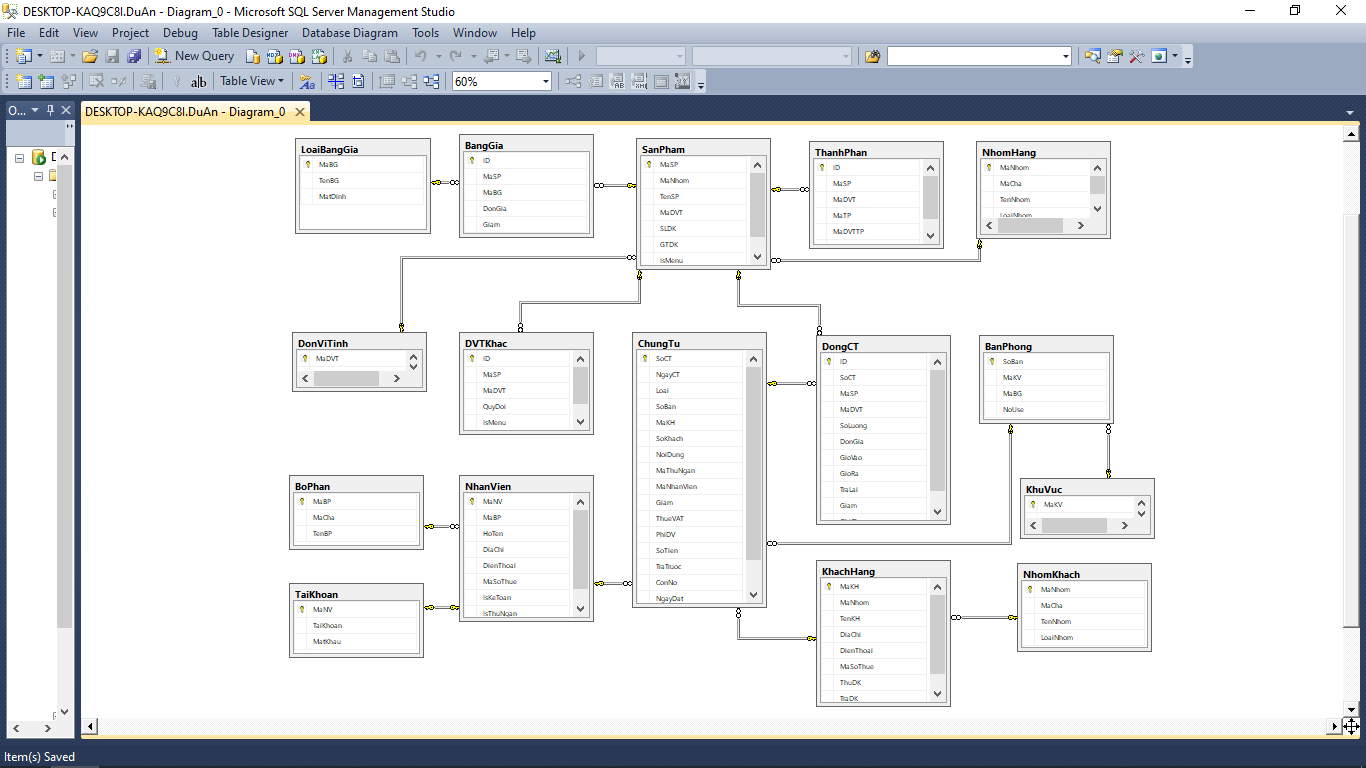 DESKTOP-KAQ9C8I.DuAn - Diagram_0 - Microsoft SQL Server Management Studio
File Edit View Project Debug Table Designer Database Diagram Tools Window Help
New Query
Table View 60%
O...
DESKTOP-KAQ9C8I.DuAn - Diagram_0
LoaiBangGia
MaBG
TenBG
MatDinh
BangGia
ID
MaSP
MaBG
DonGia
Giam
SanPham
MaSP
MaNhom
TenSP
MaDVT
SLDK
GTDK
IsMenu
ThanhPhan
ID
MaSP
MaDVT
MaTP
MaDVTTP
NhomHang
MaNhom
MaCha
TenNhom
LoaiNhom
DonViTinh
MaDVT
DVTKhac
ID
MaSP
MaDVT
QuyDoi
IsMenu
ChungTu
SoCT
NgayCT
Loai
SoBan
MaKH
SoKhach
NoiDung
MaThuNgan
MaNhanVien
Giam
ThueVAT
PhiDV
SoTien
TraTruoc
ConNo
NgayDat
DongCT
ID
SoCT
MaSP
MaDVT
SoLuong
DonGia
GioVao
GioRa
TraLai
Giam
BanPhong
SoBan
MaKV
MaBG
NoUse
BoPhan
MaBP
MaCha
TenBP
NhanVien
MaNV
MaBP
HoTen
DiaChi
DienThoai
MaSoThue
IsKeToan
IsThuNgan
KhuVuc
MaKV
TaiKhoan
MaNV
TaiKhoan
MatKhau
KhachHang
MaKH
MaNhom
TenKH
DiaChi
DienThoai
MaSoThue
ThuDK
TraDK
NhomKhach
MaNhom
MaCha
TenNhom
LoaiNhom
Item(s) Saved